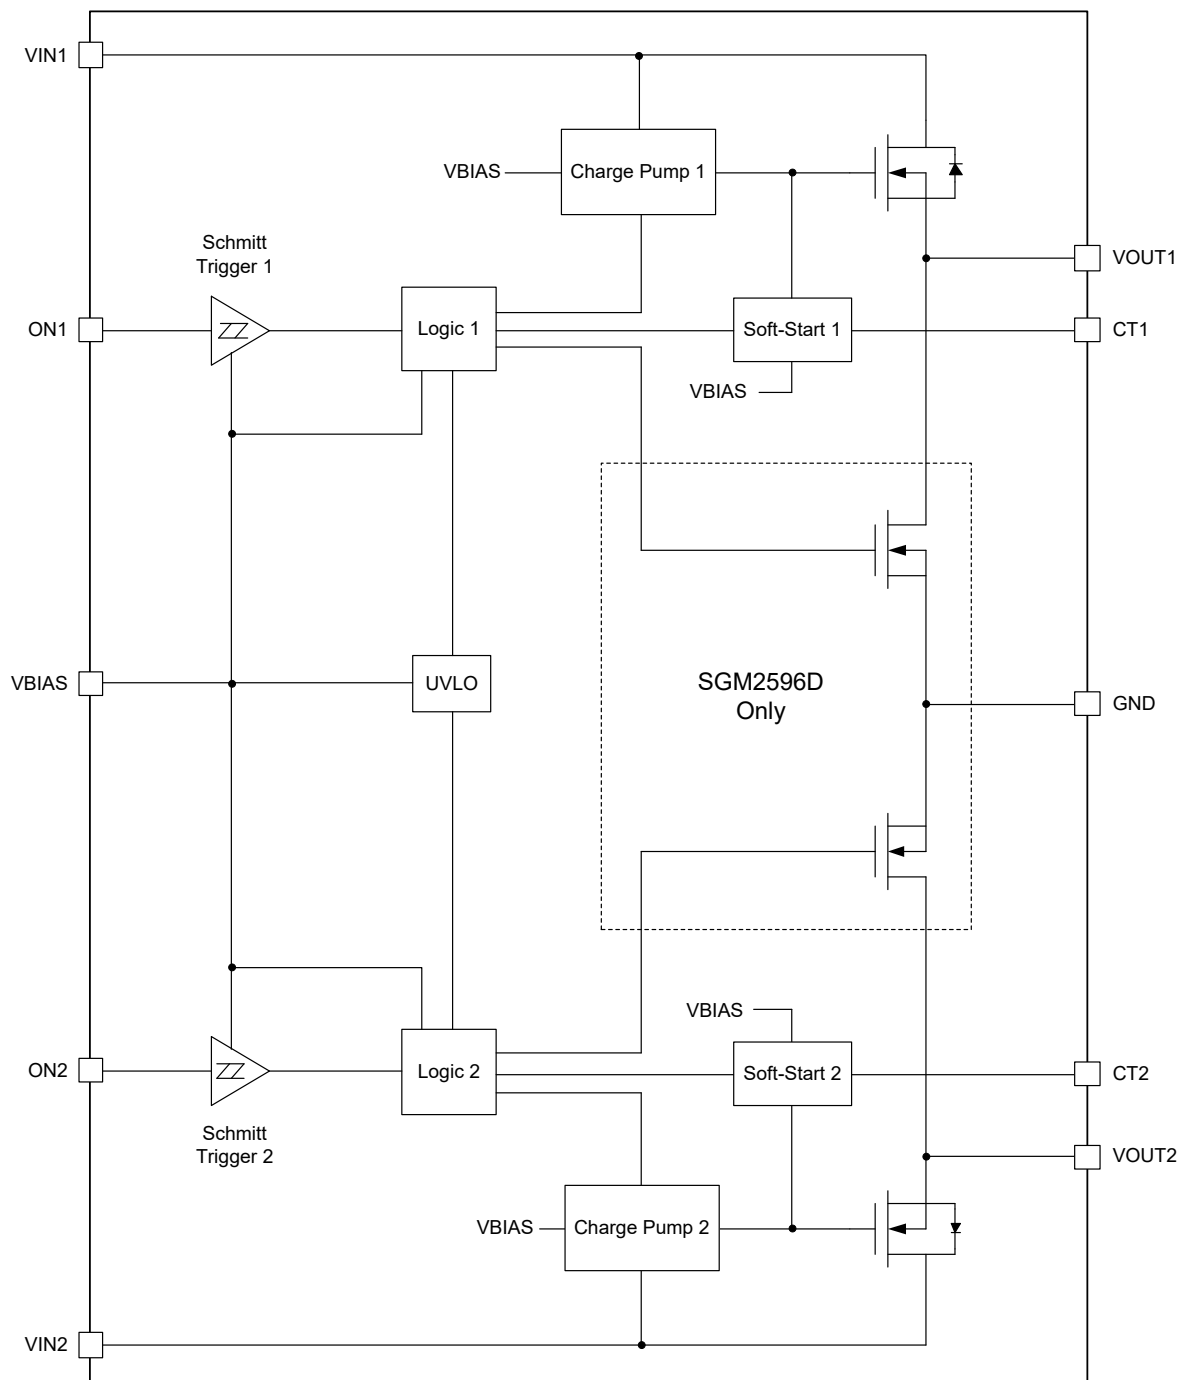 VIN1
VBIAS
Charge Pump 1
Schmitt
Trigger 1
VOUT1
ON1
Logic 1
Soft-Start 1
CT1
VBIAS
VBIAS
UVLO
SGM2596D
Only
GND
VBIAS
ON2
Logic 2
Soft-Start 2
CT2
Schmitt
Trigger 2
VOUT2
VBIAS
Charge Pump 2
VIN2